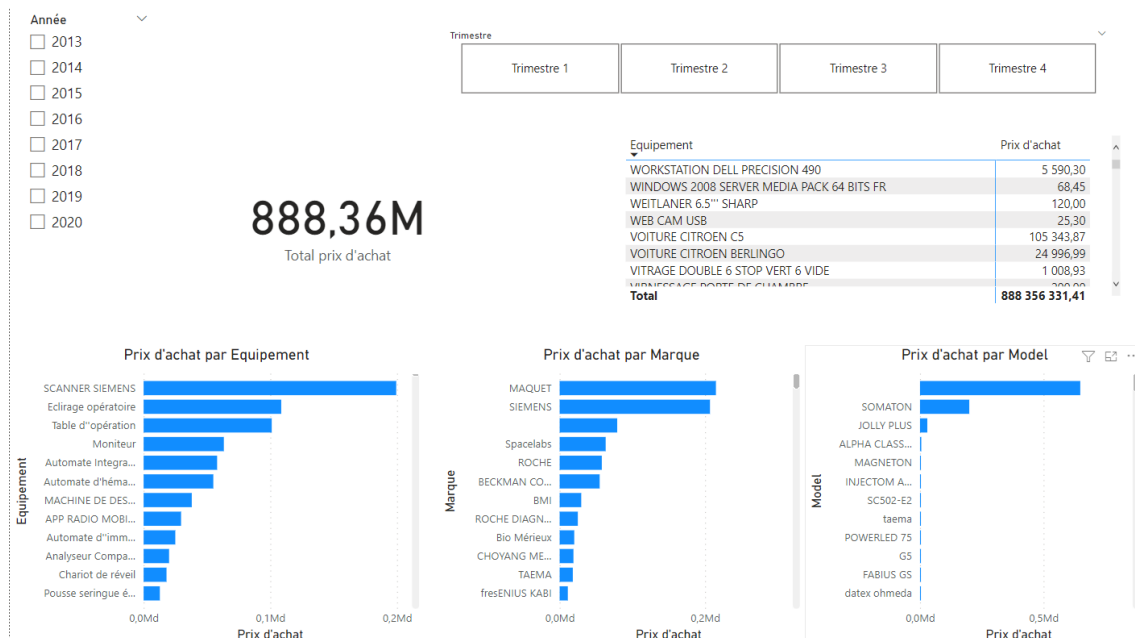 Année
2013
2014
2015
2016
2017
2018
2019
2020
Trimestre
Trimestre 1
Trimestre 2
Trimestre 3
Trimestre 4
888,36M
Total prix d'achat
Equipement Prix d'achat
WORKSTATION DELL PRECISION 490 5 590,30
WINDOWS 2008 SERVER MEDIA PACK 64 BITS FR 68,45
WEITLANER 6.5''' SHARP 120,00
WEB CAM USB 25,30
VOITURE CITROEN C5 105 343,87
VOITURE CITROEN BERLINGO 24 996,99
VITRAGE DOUBLE 6 STOP VERT 6 VIDE 1 008,93
Total 888 356 331,41
Prix d'achat par Equipement
Equipement
SCANNER SIEMENS
Eclirage opératoire
Table d''opération
Moniteur
Automate Integra...
Automate d'héma...
MACHINE DE DES...
APP RADIO MOBI...
Automate d''imm...
Analyseur Compa...
Chariot de réveil
Pousse seringue é...
0,0Md 0,1Md 0,2Md
Prix d'achat
Prix d'achat par Marque
Marque
MAQUET
SIEMENS
Spacelabs
ROCHE
BECKMAN CO...
BMI
ROCHE DIAGN...
Bio Mérieux
CHOYANG ME...
TAEMA
fresENIUS KABI
0,0Md 0,2Md
Prix d'achat
Prix d'achat par Model
Model
SOMATON
JOLLY PLUS
ALPHA CLASS...
MAGNETON
INJECTOM A...
SC502-E2
taema
POWERLED 75
G5
FABIUS GS
datex ohmeda
0,0Md 0,5Md
Prix d'achat